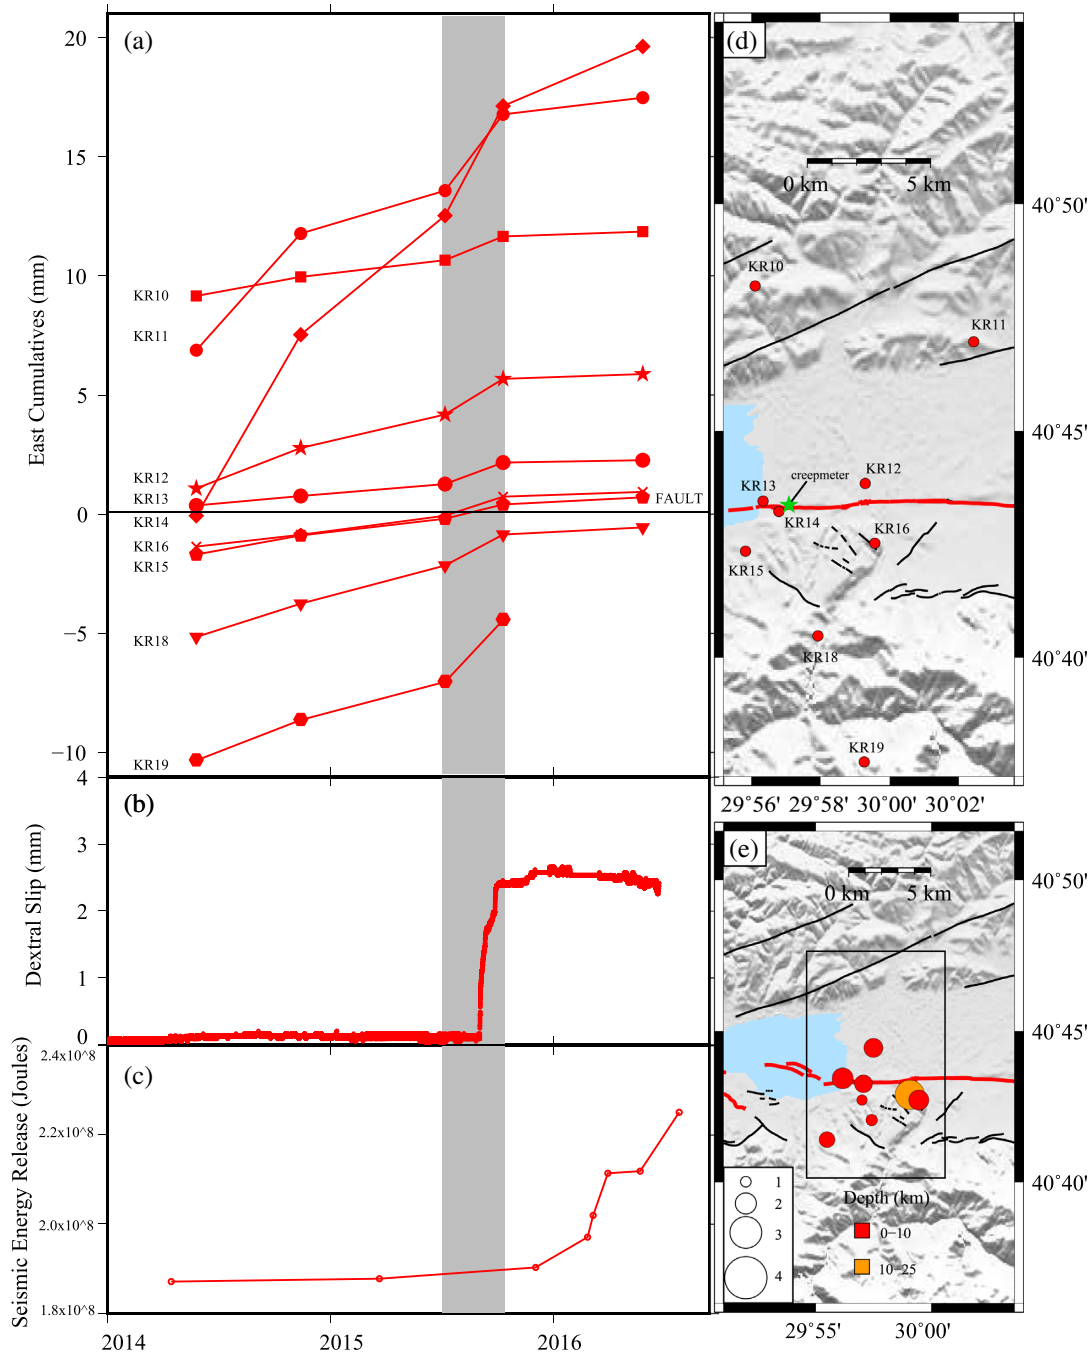 (a)
20
15
10
5
0
−5
−10
East Cumulatives (mm)
KR10
KR11
KR12
KR13
KR14
KR16
KR15
KR18
KR19
FAULT
(b)
4
3
2
1
0
Dextral Slip (mm)
(c)
2.4x10^8
2.2x10^8
2.0x10^8
1.8x10^8
Seismic Energy Release (Joules)
2014
2015
2016
(d)
0 km
5 km
40˚50'
40˚45'
40˚40'
KR10
KR11
KR12
KR13
creepmeter
KR14
KR16
KR15
KR18
KR19
29˚56'
29˚58'
30˚00'
30˚02'
(e)
0 km
5 km
40˚50'
40˚45'
40˚40'
1
2
3
4
Depth (km)
0−10
10−25
29˚55'
30˚00'